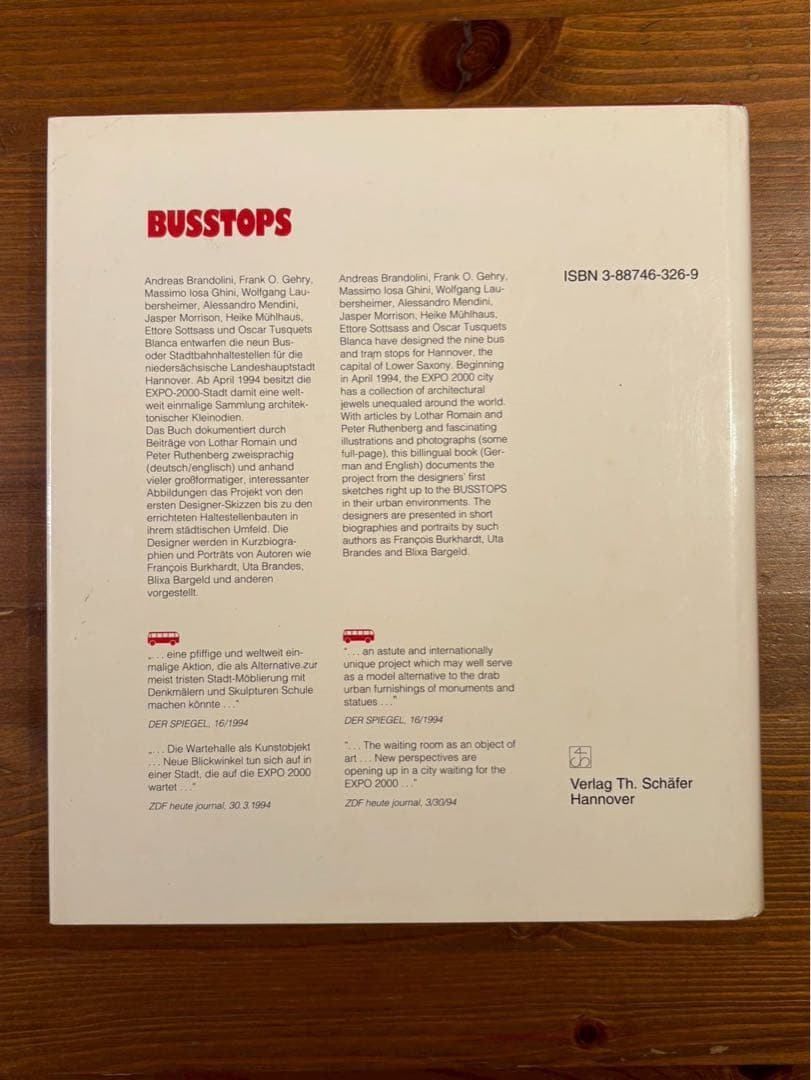 BUSSTOPS
Andreas Brandolini, Frank O. Gehry,
Massimo Iosa Ghini, Wolfgang Lau-
bersheimer, Alessandro Mendini,
Jasper Morrison, Heike Mühlhaus,
Ettore Sottsass und Oscar Tusquets
Blanca entwarfen die neun Bus-
oder Stadtbahnhaltestellen für die
niedersächsische Landeshauptstadt
Hannover. Ab April 1994 besitzt die
EXPO-2000-Stadt damit eine welt-
weit einmalige Sammlung architek-
tonischer Kleinodien.
Das Buch dokumentiert durch
Beiträge von Lothar Romain und
Peter Ruthenberg zweisprachig
(deutsch/englisch) und anhand
vieler großformatiger, interessanter
Abbildungen das Projekt von den
ersten Designer-Skizzen bis zu den
errichteten Haltestellenbauten in
ihrem städtischen Umfeld. Die
Designer werden in Kurzbiogra-
phien und Porträts von Autoren wie
François Burkhardt, Uta Brandes,
Blixa Bargeld und anderen
vorgestellt.
„... eine pfiffige und weltweit ein-
malige Aktion, die als Alternative zur
meist tristen Stadt-Möblierung mit
Denkmälern und Skulpturen Schule
machen könnte ..."
DER SPIEGEL, 16/1994
„... Die Wartehalle als Kunstobjekt
... Neue Blickwinkel tun sich auf in
einer Stadt, die auf die EXPO 2000
wartet ..."
ZDF heute journal, 30.3.1994
Andreas Brandolini, Frank O. Gehry,
Massimo Iosa Ghini, Wolfgang Lau-
bersheimer, Alessandro Mendini,
Jasper Morrison, Heike Mühlhaus,
Ettore Sottsass and Oscar Tusquets
Blanca have designed the nine bus
and tram stops for Hannover, the
capital of Lower Saxony. Beginning
in April 1994, the EXPO 2000 city
has a collection of architectural
jewels unequaled around the world.
With articles by Lothar Romain and
Peter Ruthenberg and fascinating
illustrations and photographs (some
full-page), this billingual book (Ger-
man and English) documents the
project from the designers' first
sketches right up to the BUSSTOPS
in their urban environments. The
designers are presented in short
biographies and portraits by such
authors as François Burkhardt, Uta
Brandes and Blixa Bargeld.
"... an astute and internationally
unique project which may well serve
as a model alternative to the drab
urban furnishings of monuments and
statues ..."
DER SPIEGEL, 16/1994
"... The waiting room as an object of
art ... New perspectives are
opening up in a city waiting for the
EXPO 2000 ..."
ZDF heute journal, 3/30/94
ISBN 3-88746-326-9
Verlag Th. Schäfer
Hannover